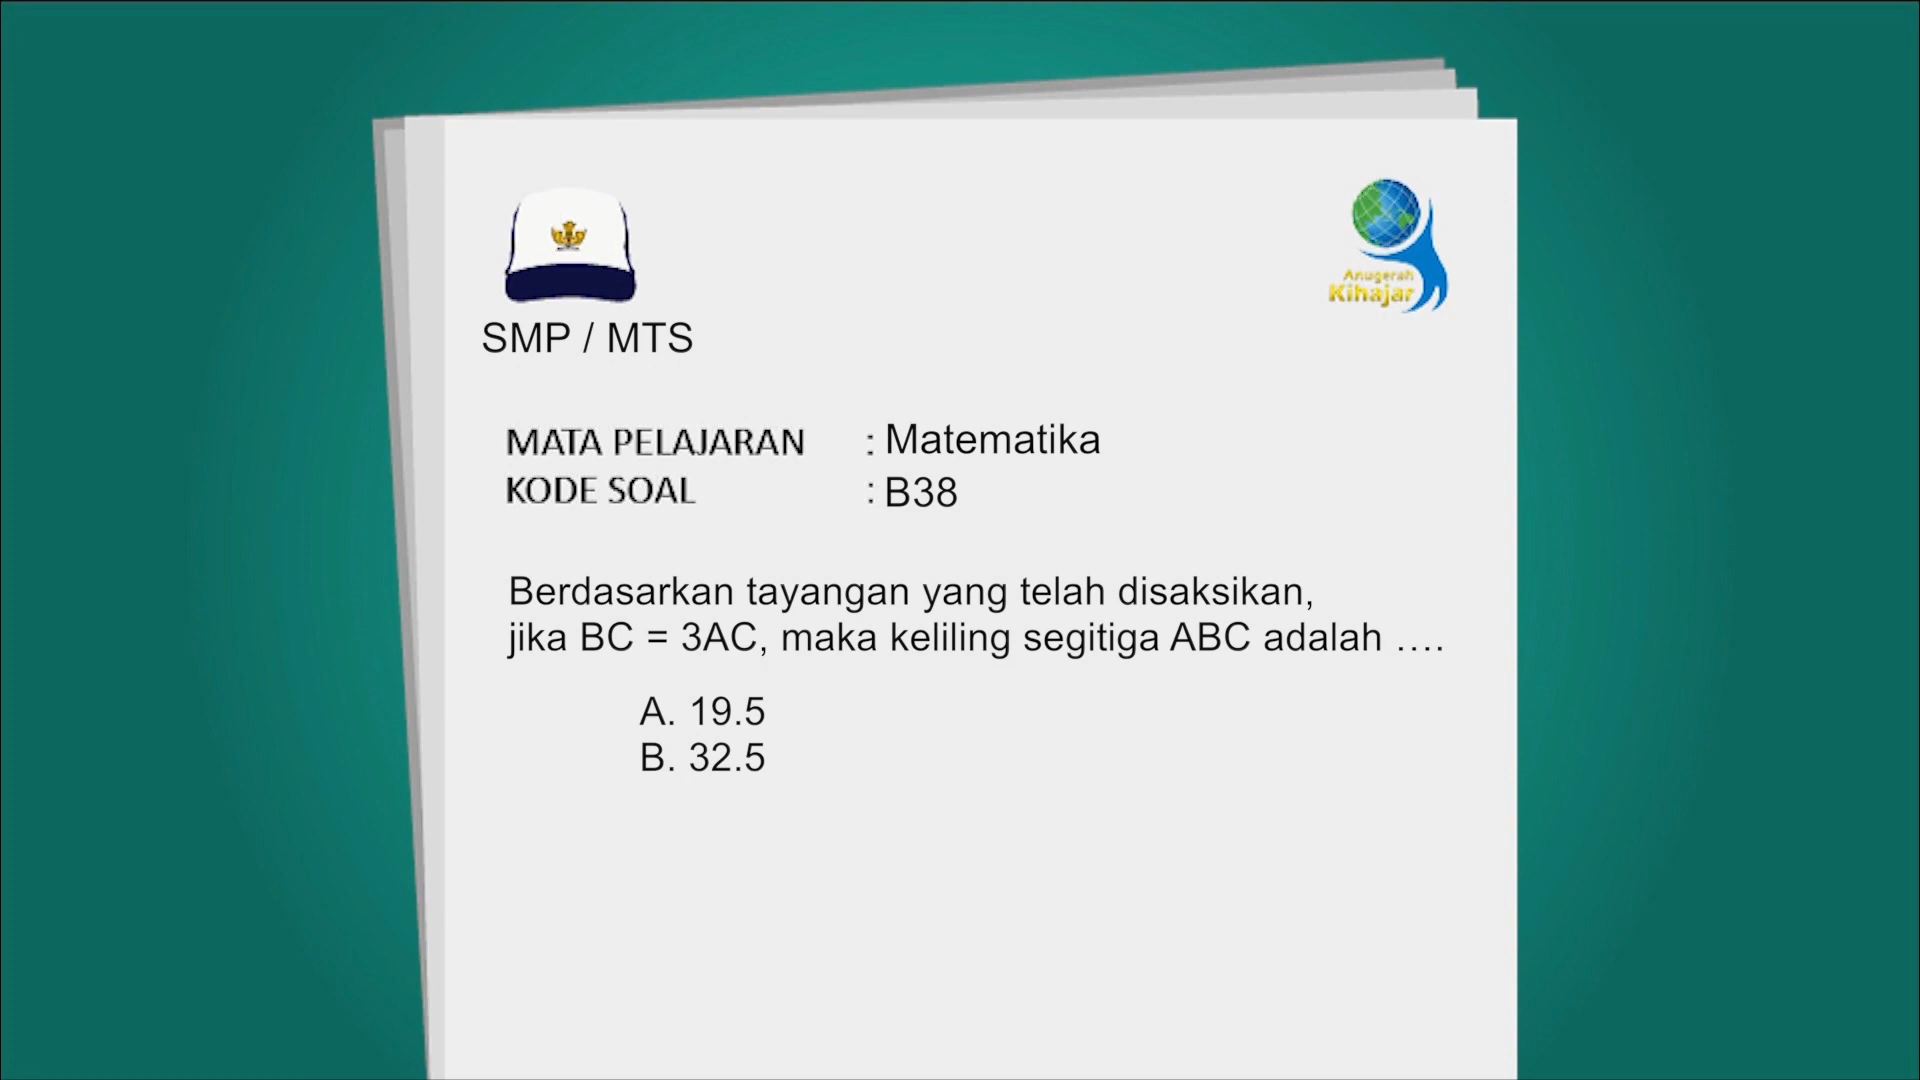 Anugerah
Kihajar
SMP / MTS
MATA PELAJARAN : Matematika
KODE SOAL : B38
Berdasarkan tayangan yang telah disaksikan,
jika BC = 3AC, maka keliling segitiga ABC adalah ....
A. 19.5
B. 32.5